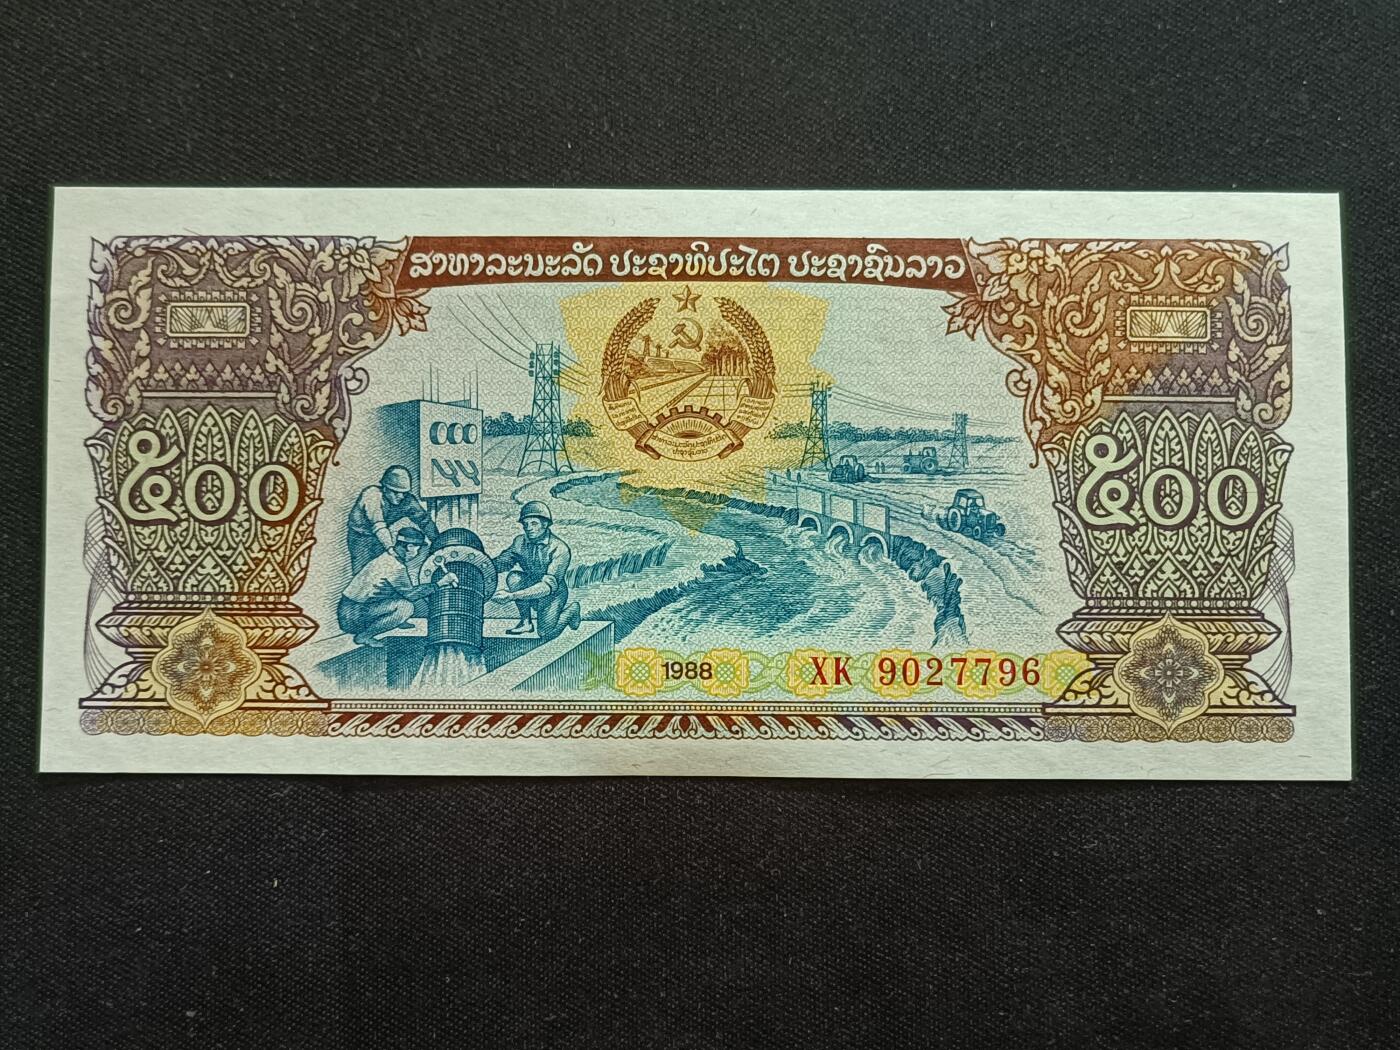 ສາທາລະນະລັດ ປະຊາທິປະໄຕ ປະຊາຊົນລາວ
໕໐໐ ໕໐໐
1988 XK 9027796